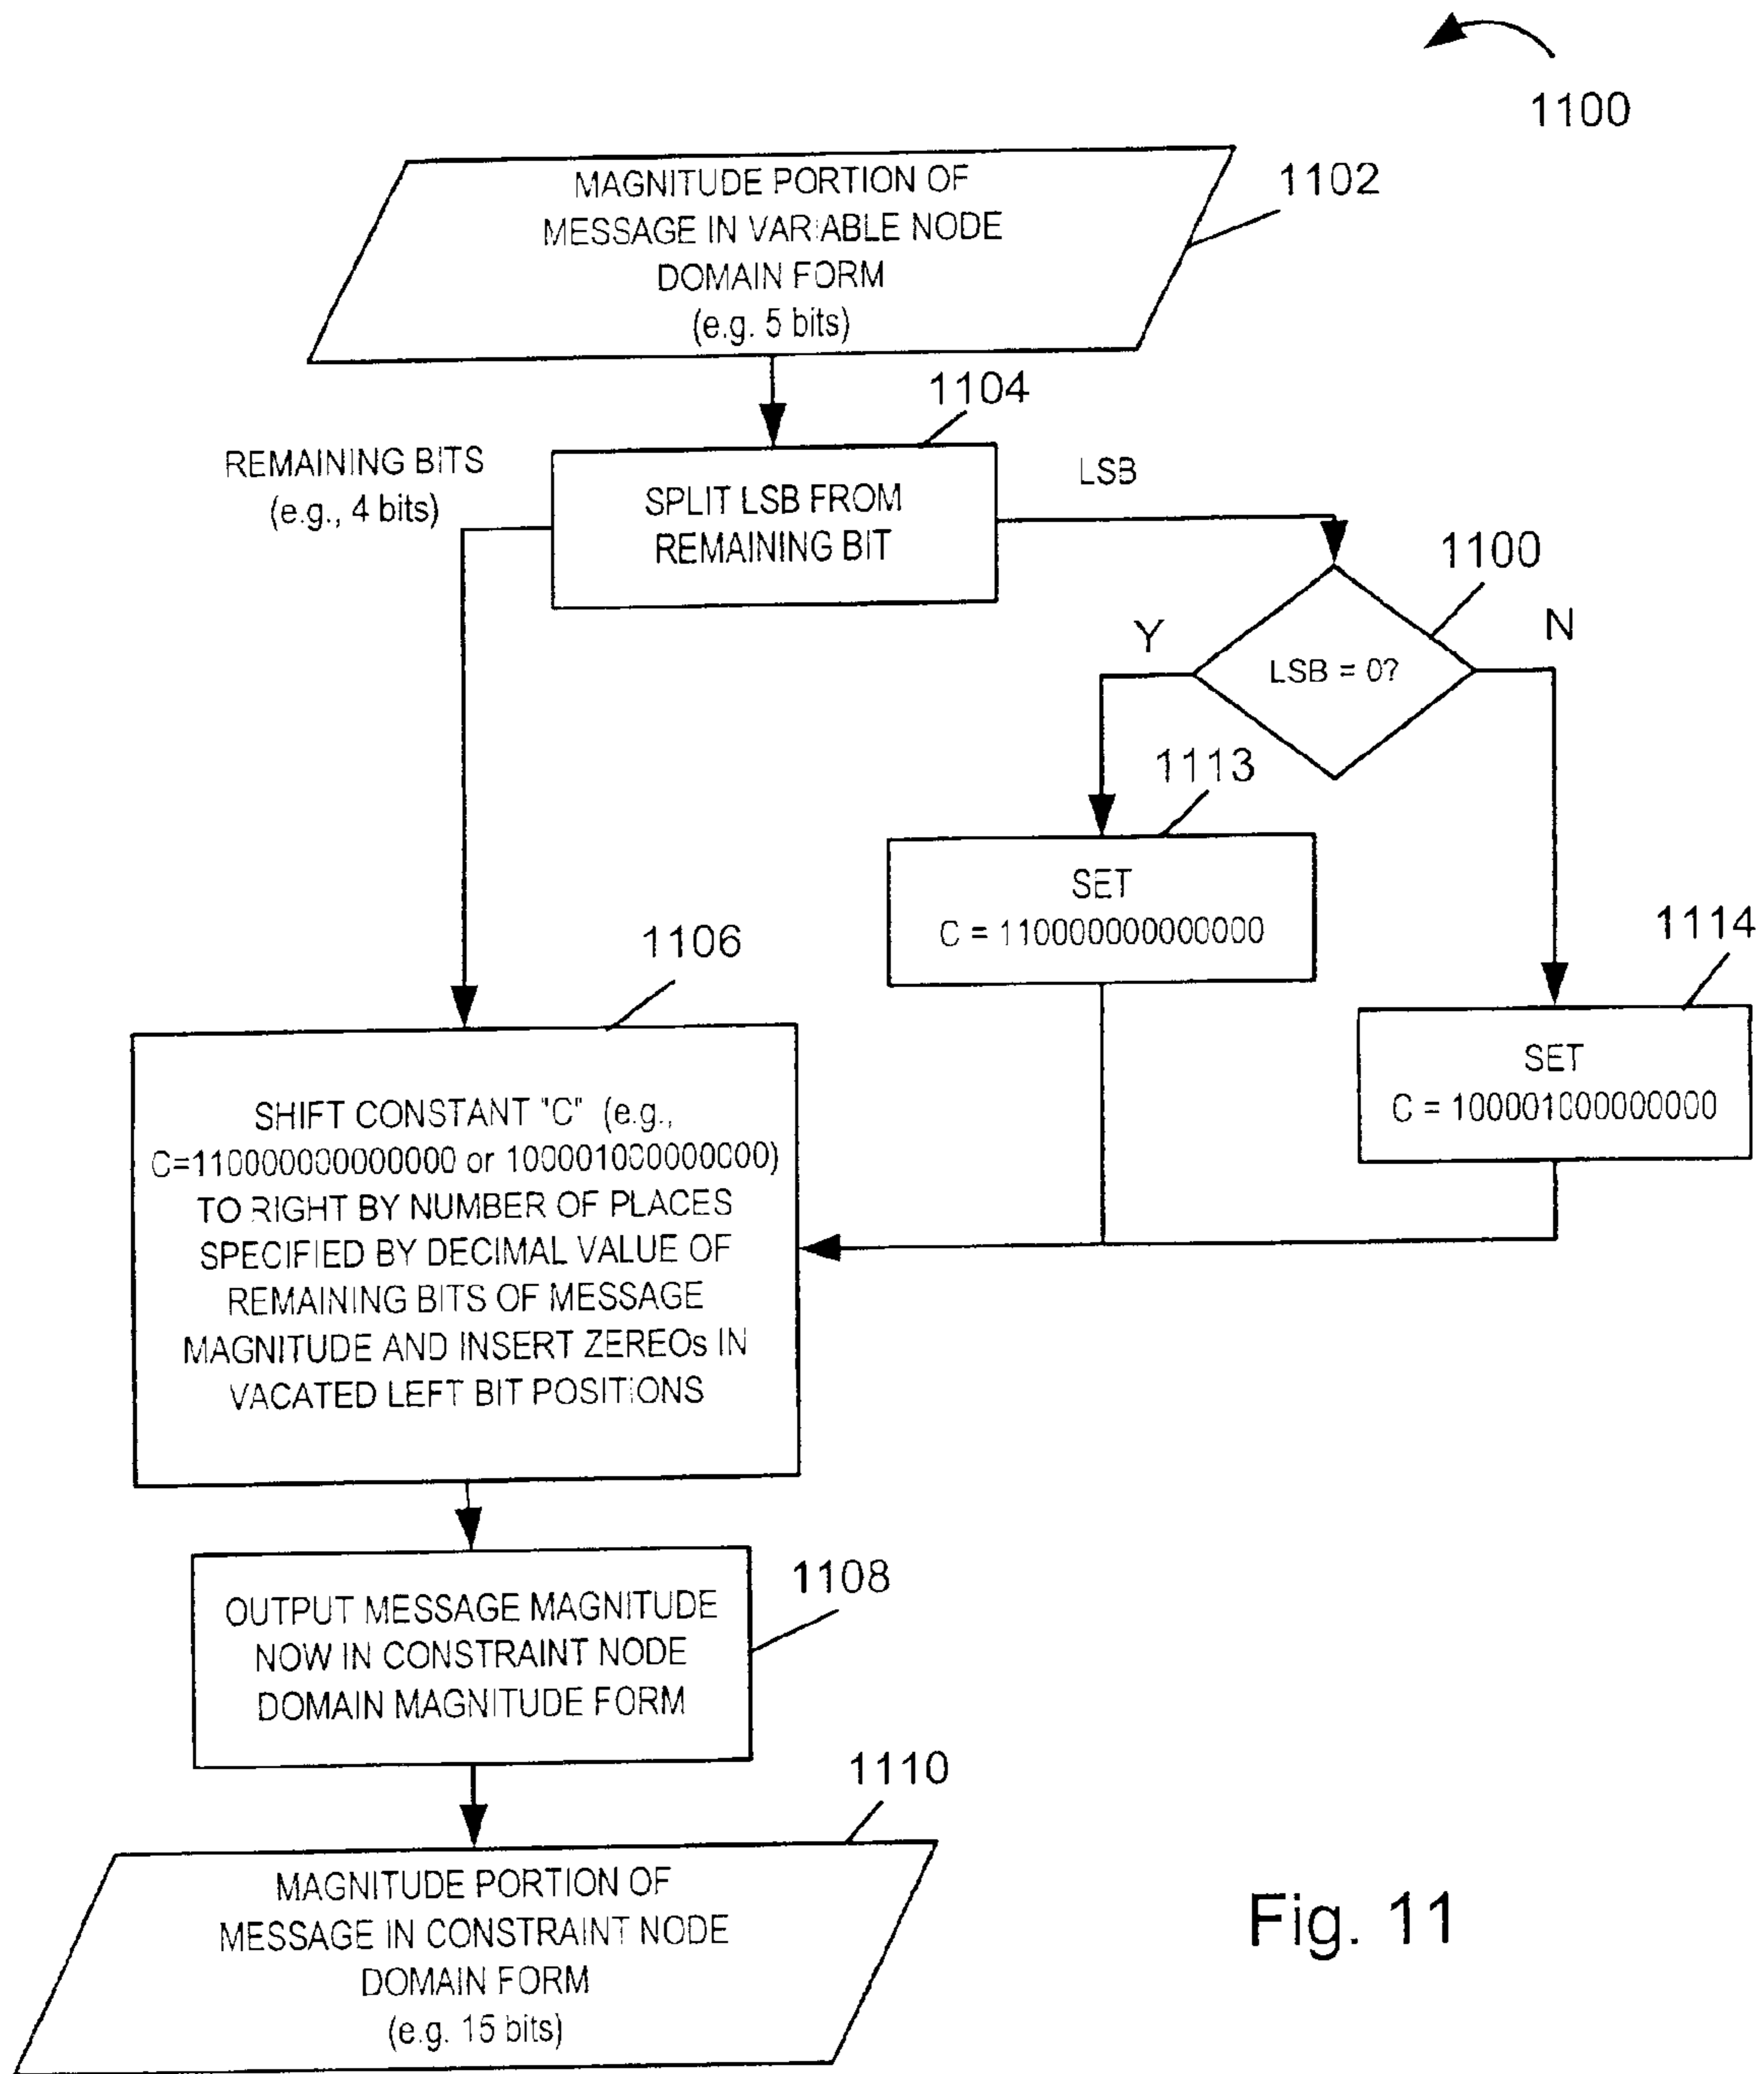 1100
MAGNITUDE PORTION OF
MESSAGE IN VARIABLE NODE
DOMAIN FORM
(e.g. 5 bits)
1102
1104
REMAINING BITS
(e.g., 4 bits)
SPLIT LSB FROM
REMAINING BIT
LSB
1100
Y
N
LSB = 0?
1113
SET
C = 110000000000000
1114
SET
C = 100001000000000
1106
SHIFT CONSTANT "C" (e.g.,
C=110000000000000 or 100001000000000)
TO RIGHT BY NUMBER OF PLACES
SPECIFIED BY DECIMAL VALUE OF
REMAINING BITS OF MESSAGE
MAGNITUDE AND INSERT ZEREOs IN
VACATED LEFT BIT POSITIONS
1108
OUTPUT MESSAGE MAGNITUDE
NOW IN CONSTRAINT NODE
DOMAIN MAGNITUDE FORM
1110
MAGNITUDE PORTION OF
MESSAGE IN CONSTRAINT NODE
DOMAIN FORM
(e.g. 15 bits)
Fig. 11